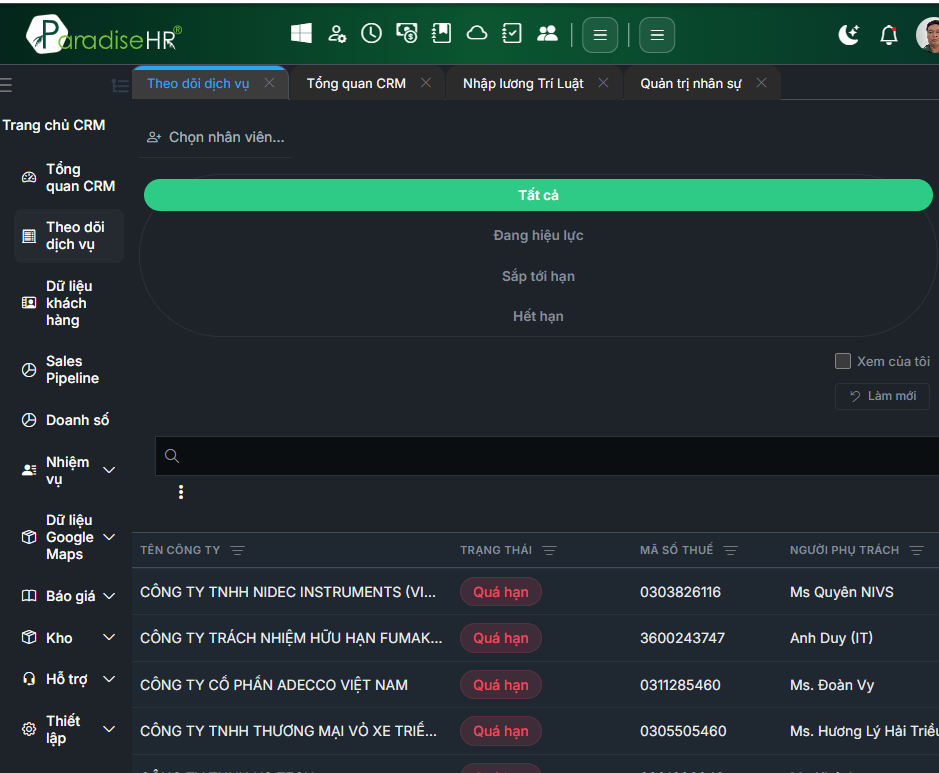 ParadiseHR®
Theo dõi dịch vụ
Tổng quan CRM
Nhập lương Trí Luật
Quản trị nhân sự
Trang chủ CRM
Tổng
quan CRM
Theo dõi
dịch vụ
Dữ liệu
khách
hàng
Sales
Pipeline
Doanh số
Nhiệm
vụ
Dữ liệu
Google
Maps
Báo giá
Kho
Hỗ trợ
Thiết
lập
Chọn nhân viên...
Tất cả
Đang hiệu lực
Sắp tới hạn
Hết hạn
Xem của tôi
Làm mới
TÊN CÔNG TY TRẠNG THÁI MÃ SỐ THUẾ NGƯỜI PHỤ TRÁCH
CÔNG TY TNHH NIDEC INSTRUMENTS (VI... Quá hạn 0303826116 Ms Quyên NIVS
CÔNG TY TRÁCH NHIỆM HỮU HẠN FUMAK... Quá hạn 3600243747 Anh Duy (IT)
CÔNG TY CỔ PHẦN ADECCO VIỆT NAM Quá hạn 0311285460 Ms. Đoàn Vy
CÔNG TY TNHH THƯƠNG MẠI VỎ XE TRIỀ... Quá hạn 0305505460 Ms. Hương Lý Hải Triều